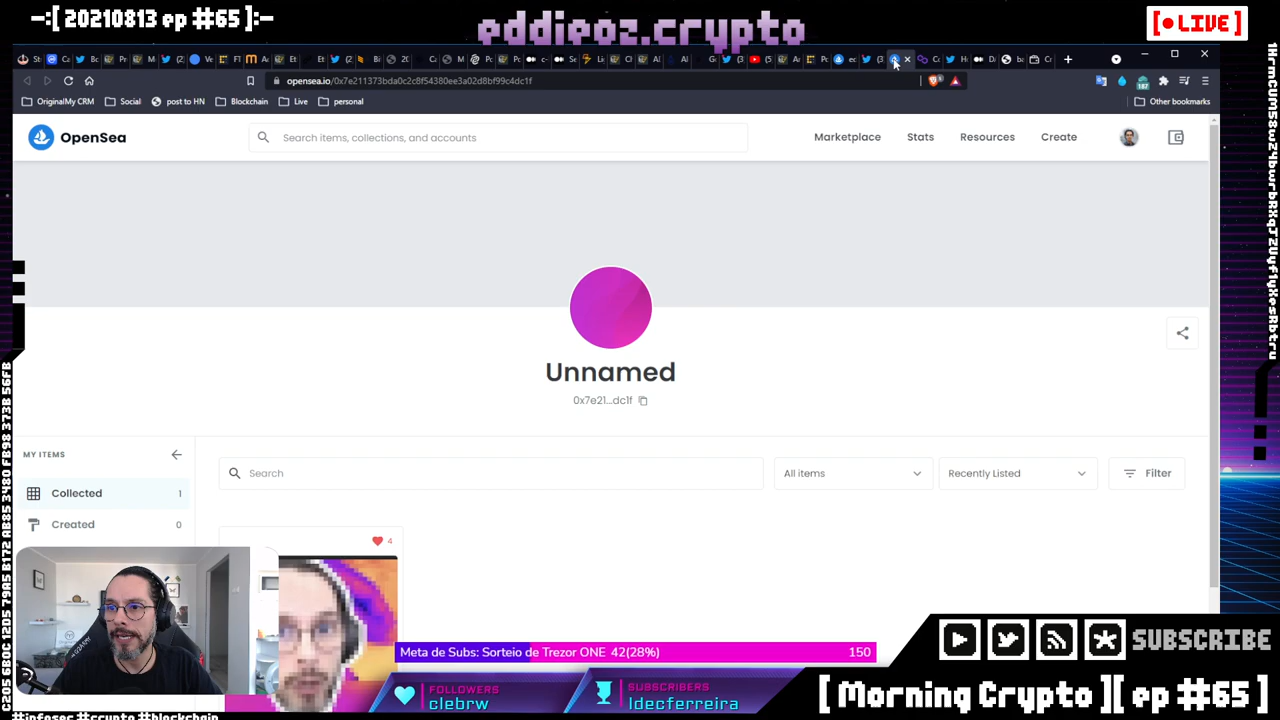 -:[ 20210813 ep #65 ]:-
eddieoz.crypto
[● LIVE]
opensea.io/0x7e211373bda0c2c8f54380ee3a02d8bf99c4dc1f
OriginalMy CRM
Social
post to HN
Blockchain
Live
personal
Other bookmarks
OpenSea
Search items, collections, and accounts
Marketplace
Stats
Resources
Create
Unnamed
0x7e21...dc1f
MY ITEMS
Search
All items
Recently Listed
Filter
Collected 1
Created 0
4
Meta de Subs: Sorteio de Trezor ONE 42(28%) 150
FOLLOWERS
clebrw
SUBSCRIBERS
ldecferreira
SUBSCRIBE
[ Morning Crypto ][ ep #65 ]
#infosec #crypto #blockchain